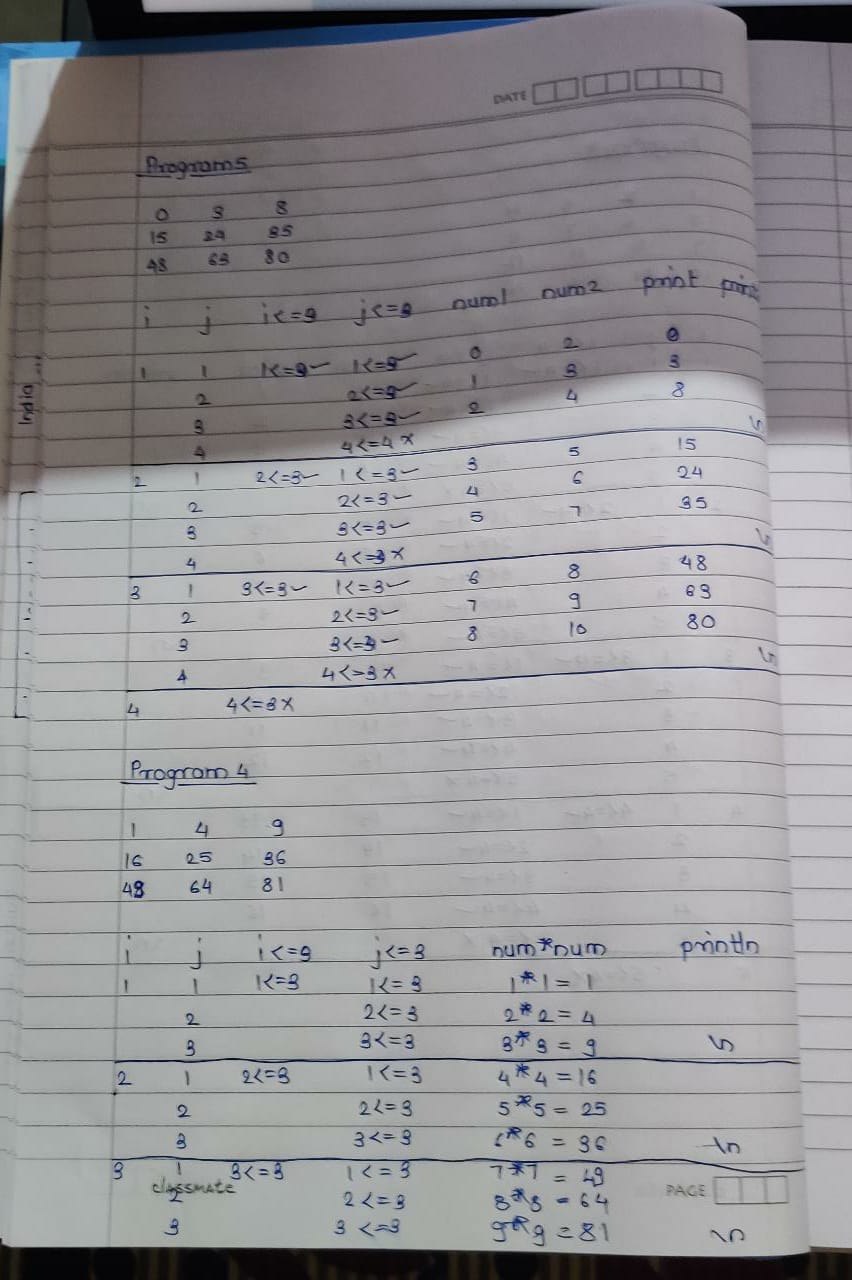 DATE
Program 5
0 3 8
15 24 35
48 63 80
i j i<=3 j<=3 num1 num2 print
1 1 1<=3✓ 1<=3✓ 0 2 0
2 2<=3✓ 1 3 3
3 3<=3✓ 2 4 8
4 4<=4 x \n
2 1 2<=3✓ 1<=3✓ 3 5 15
2 2<=3✓ 4 6 24
3 3<=3✓ 5 7 35
4 4<=3 x \n
3 1 3<=3✓ 1<=3✓ 6 8 48
2 2<=3✓ 7 9 63
3 3<=3✓ 8 10 80
4 4<=3 x \n
4 4<=3 x
Program 4
1 4 9
16 25 36
48 64 81
i j i<=3 j<=3 num*num println
1 1 1<=3 1<=3 1*1=1
2 2<=3 2*2=4
3 3<=3 3*3=9 \n
2 1 2<=3 1<=3 4*4=16
2 2<=3 5*5=25
3 3<=3 6*6=36 \n
3 1 3<=3 1<=3 7*7=49
2 2<=3 8*8=64
3 3<=3 9*9=81 \n
classmate
PAGE
India